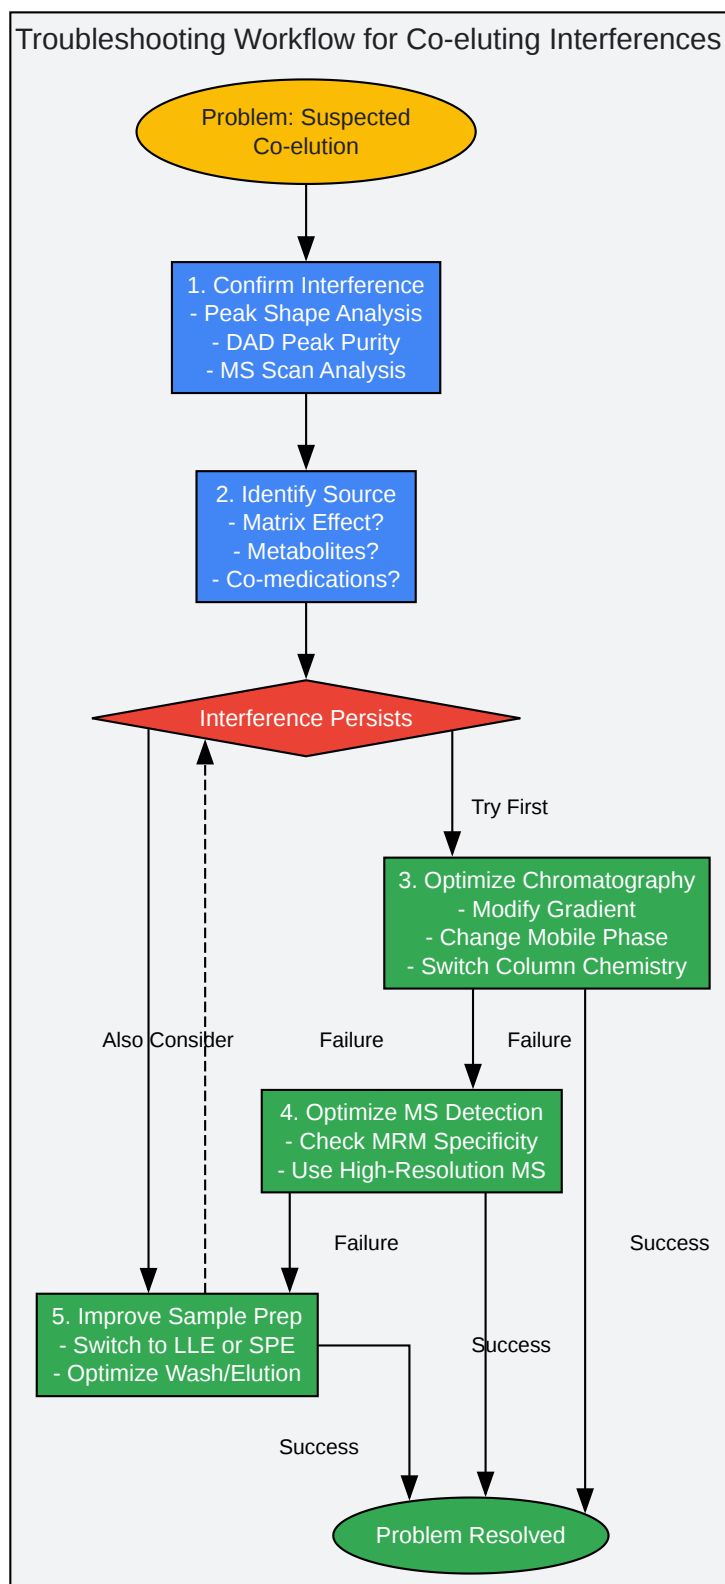 Troubleshooting Workflow for Co-eluting Interferences
Problem: Suspected
Co-elution
1. Confirm Interference
- Peak Shape Analysis
- DAD Peak Purity
- MS Scan Analysis
2. Identify Source
- Matrix Effect?
- Metabolites?
- Co-medications?
Interference Persists
Try First
3. Optimize Chromatography
- Modify Gradient
- Change Mobile Phase
- Switch Column Chemistry
Also Consider
Failure
Failure
4. Optimize MS Detection
- Check MRM Specificity
- Use High-Resolution MS
Failure
Success
5. Improve Sample Prep
- Switch to LLE or SPE
- Optimize Wash/Elution
Success
Success
Problem Resolved